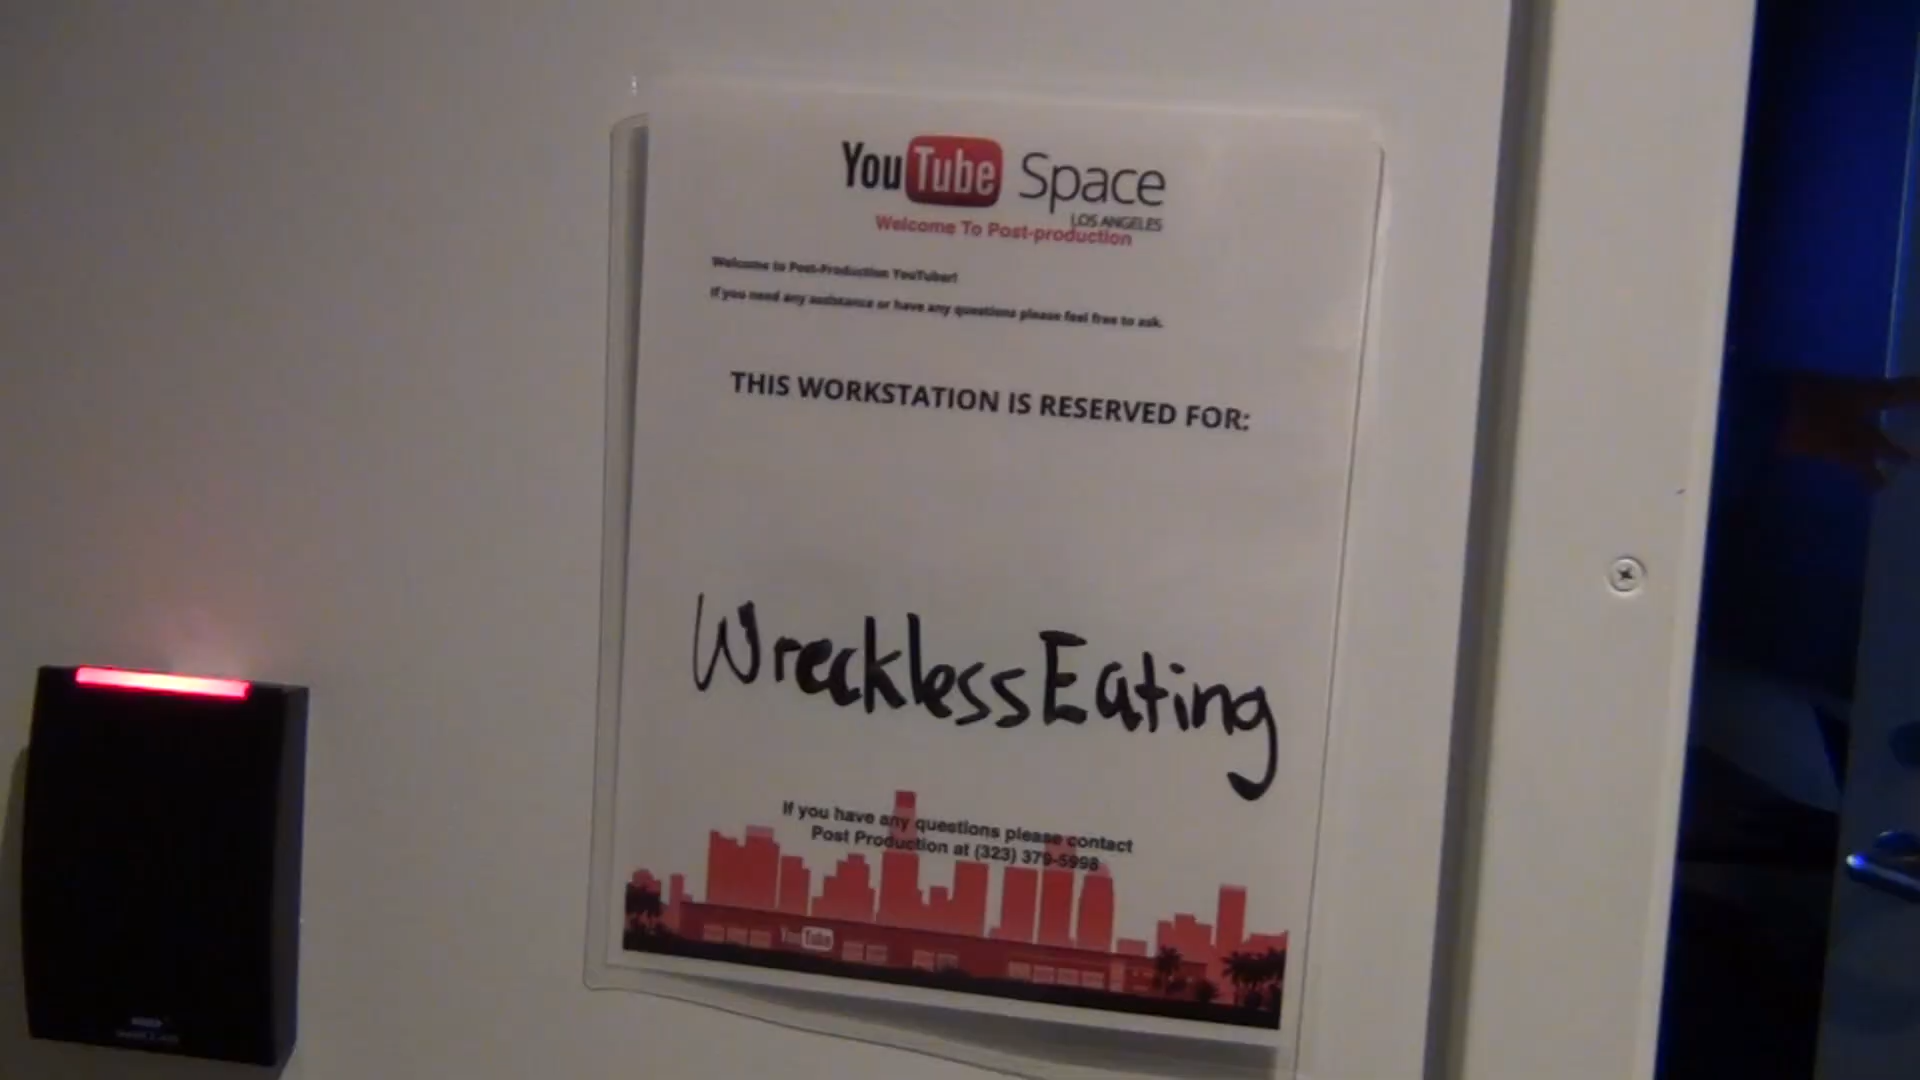 YouTube Space
LOS ANGELES
Welcome To Post-production
Welcome to Post-Production YouTuber!
If you need any assistance or have any questions please feel free to ask.
THIS WORKSTATION IS RESERVED FOR:
WrecklessEating
If you have any questions please contact
Post Production at (323) 379-5998
YouTube